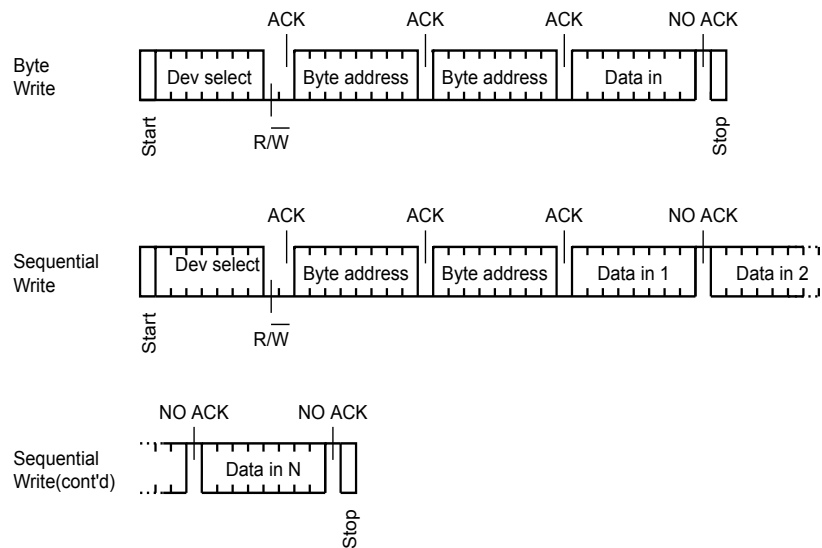 ACK ACK ACK NO ACK
Byte
Write
Dev select Byte address Byte address Data in
Start
R/W̅
Stop
ACK ACK ACK NO ACK
Sequential
Write
Dev select Byte address Byte address Data in 1 Data in 2
Start
R/W̅
NO ACK NO ACK
Sequential
Write(cont'd)
Data in N
Stop